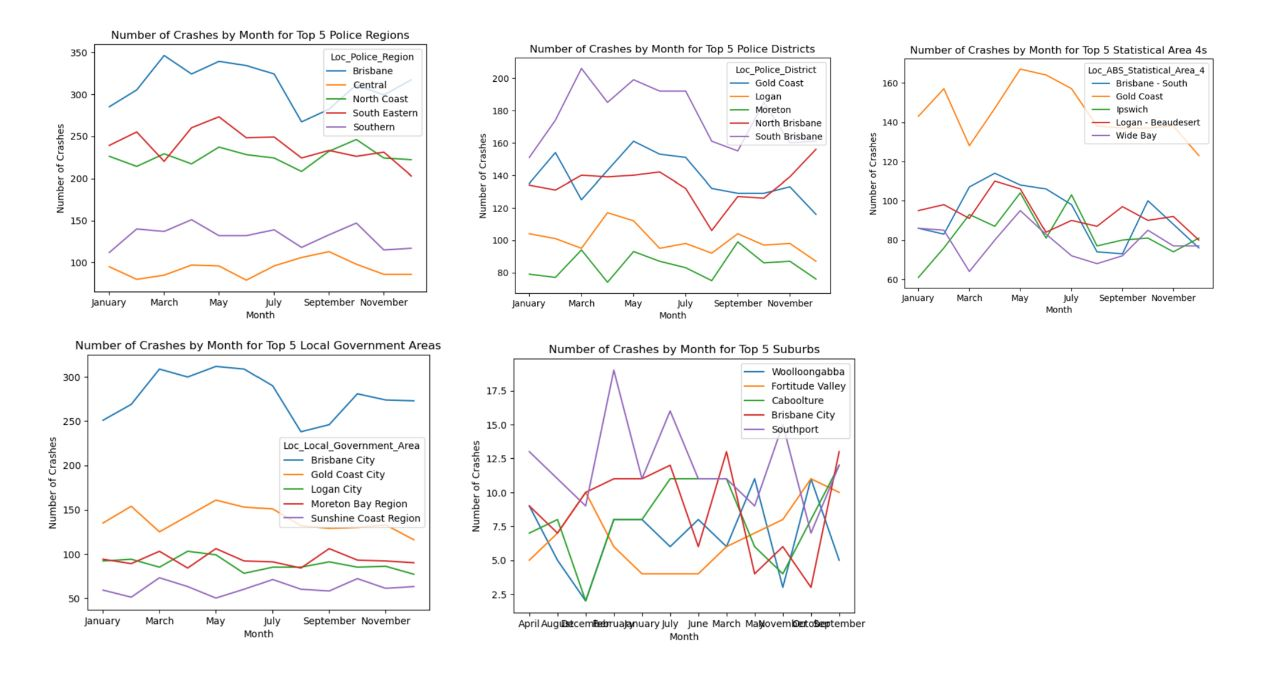 Number of Crashes by Month for Top 5 Police Regions
Number of Crashes
350
300
250
200
150
100
Loc_Police_Region
Brisbane
Central
North Coast
South Eastern
Southern
January
March
May
July
September
November
Month
Number of Crashes by Month for Top 5 Police Districts
Number of Crashes
200
180
160
140
120
100
80
Loc_Police_District
Gold Coast
Logan
Moreton
North Brisbane
South Brisbane
January
March
May
July
September
November
Month
Number of Crashes by Month for Top 5 Statistical Area 4s
Number of Crashes
160
140
120
100
80
60
Loc_ABS_Statistical_Area_4
Brisbane - South
Gold Coast
Ipswich
Logan - Beaudesert
Wide Bay
January
March
May
July
September
November
Month
Number of Crashes by Month for Top 5 Local Government Areas
Number of Crashes
300
250
200
150
100
50
Loc_Local_Government_Area
Brisbane City
Gold Coast City
Logan City
Moreton Bay Region
Sunshine Coast Region
January
March
May
July
September
November
Month
Number of Crashes by Month for Top 5 Suburbs
Number of Crashes
17.5
15.0
12.5
10.0
7.5
5.0
2.5
Woolloongabba
Fortitude Valley
Caboolture
Brisbane City
Southport
April
August
December
February
January
July
June
March
May
November
October
September
Month